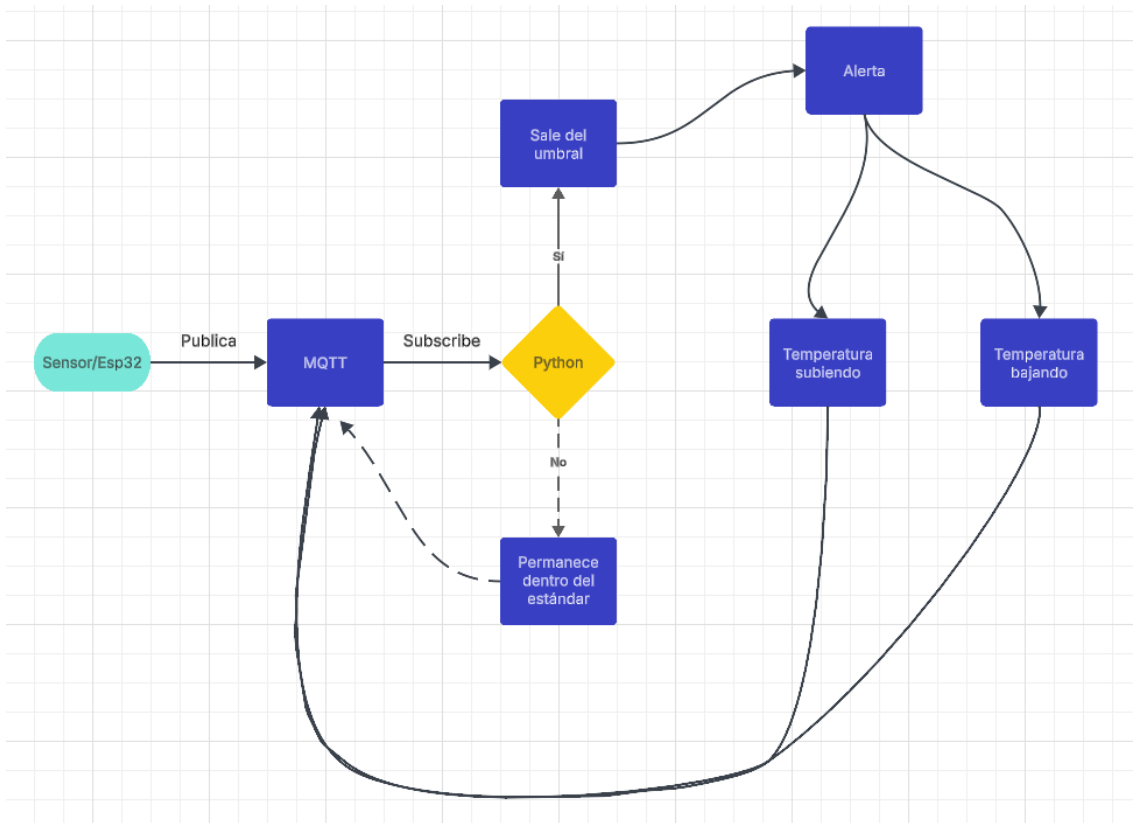 Alerta
Sale del
umbral
Sí
Sensor/Esp32
Publica
MQTT
Subscribe
Python
Temperatura
subiendo
Temperatura
bajando
No
Permanece
dentro del
estándar